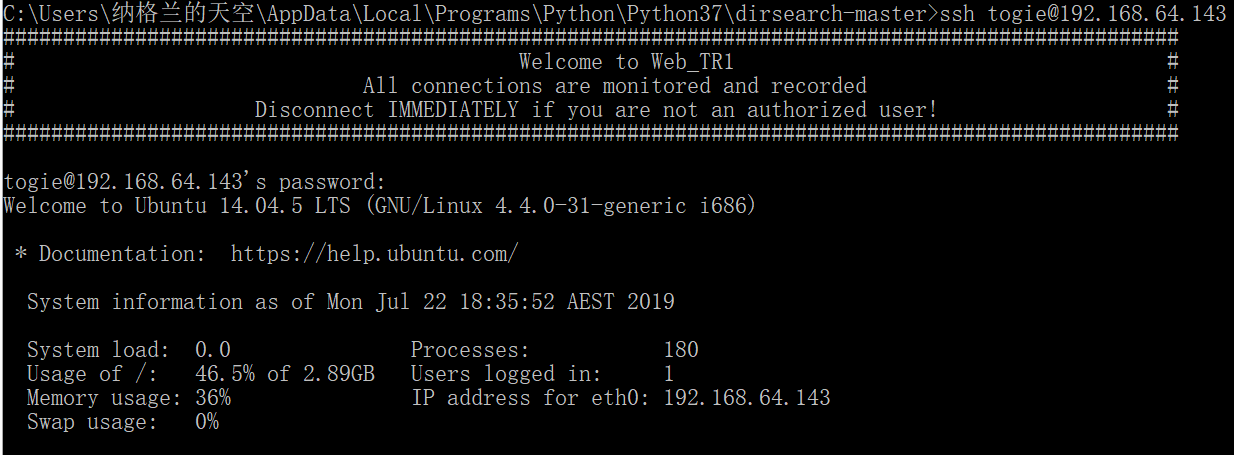 C:\Users\纳格兰的天空\AppData\Local\Programs\Python\Python37\dirsearch-master>ssh togie@192.168.64.143
##################################################################################################
#                                          Welcome to Web_TR1                                    #
#                             All connections are monitored and recorded                         #
#                    Disconnect IMMEDIATELY if you are not an authorized user!                   #
##################################################################################################
togie@192.168.64.143's password:
Welcome to Ubuntu 14.04.5 LTS (GNU/Linux 4.4.0-31-generic i686)
 * Documentation:  https://help.ubuntu.com/
  System information as of Mon Jul 22 18:35:52 AEST 2019
  System load:  0.0               Processes:           180
  Usage of /:   46.5% of 2.89GB   Users logged in:     1
  Memory usage: 36%               IP address for eth0: 192.168.64.143
  Swap usage:   0%